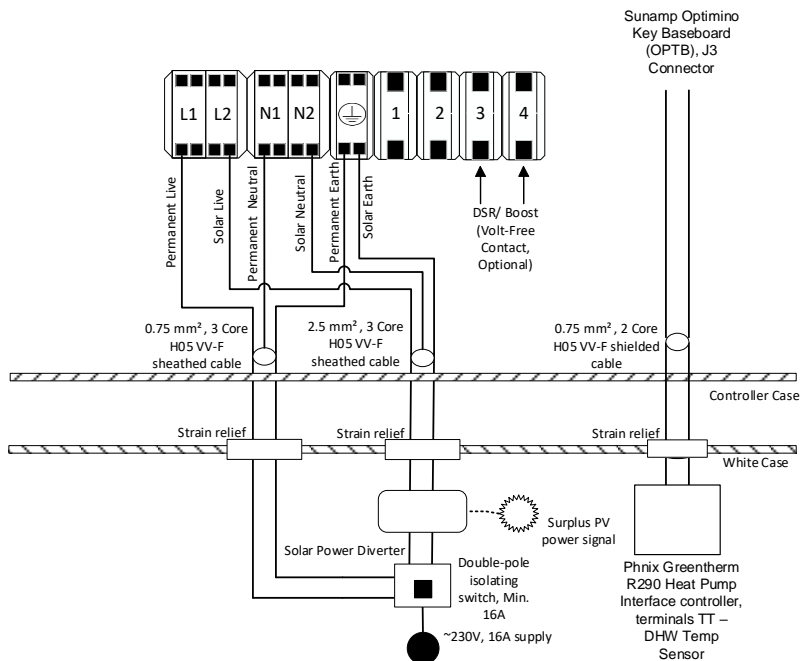 Sunamp Optimino
Key Baseboard
(OPTB), J3
Connector
L1
L2
N1
N2
1
2
3
4
Permanent Live
Solar Live
Permanent Neutral
Solar Neutral
Permanent Earth
Solar Earth
DSR/ Boost
(Volt-Free
Contact,
Optional)
0.75 mm², 3 Core
H05 VV-F
sheathed cable
2.5 mm², 3 Core
H05 VV-F
sheathed cable
0.75 mm², 2 Core
H05 VV-F shielded
cable
Controller Case
Strain relief
Strain relief
Strain relief
White Case
Surplus PV
power signal
Solar Power Diverter
Double-pole
isolating
switch, Min.
16A
~230V, 16A supply
Phnix Greentherm
R290 Heat Pump
Interface controller,
terminals TT –
DHW Temp
Sensor